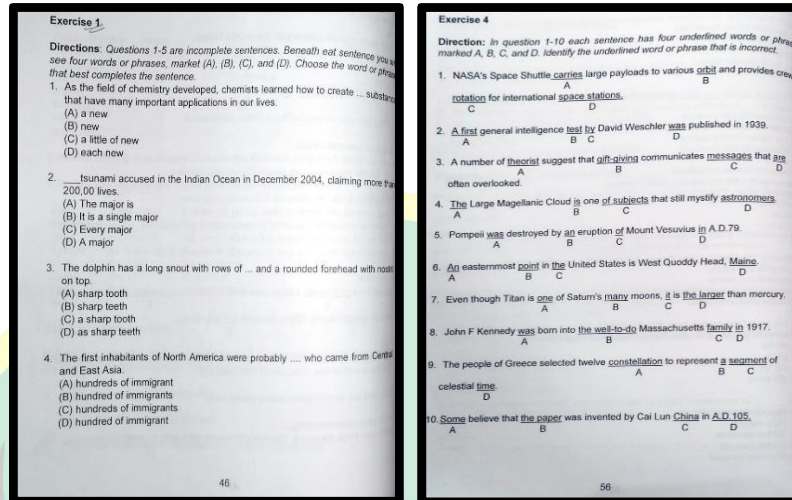 Exercise 1
Directions: Questions 1-5 are incomplete sentences. Beneath eat sentence you
see four words or phrases, market (A), (B), (C), and (D). Choose the word or
that best completes the sentence.
1. As the field of chemistry developed, chemists learned how to create ...
that have many important applications in our lives.
(A) a new
(B) new
(C) a little of new
(D) each now
2. ___tsunami accused in the Indian Ocean in December 2004, claiming more
200,00 lives.
(A) The major is
(B) It is a single major
(C) Every major
(D) A major
3. The dolphin has a long snout with rows of ... and a rounded forehead with
on top.
(A) sharp tooth
(B) sharp teeth
(C) a sharp tooth
(D) as sharp teeth
4. The first inhabitants of North America were probably .... who came from
and East Asia.
(A) hundreds of immigrant
(B) hundred of immigrants
(C) hundreds of immigrants
(D) hundred of immigrant
46
Exercise 4
Direction: In question 1-10 each sentence has four underlined words or
marked A, B, C, and D. Identify the underlined word or phrase that is incorrect.
1. NASA's Space Shuttle carries large payloads to various orbit and provides
A B
rotation for international space stations.
C D
2. A first general intelligence test by David Weschler was published in 1939.
A B C D
3. A number of theorist suggest that gift-giving communicates messages that are
A B C D
often overlooked.
4. The Large Magellanic Cloud is one of subjects that still mystify astronomers.
A B C D
5. Pompeii was destroyed by an eruption of Mount Vesuvius in A.D.79.
A B C D
6. An easternmost point in the United States is West Quoddy Head, Maine.
A B C D
7. Even though Titan is one of Saturn's many moons, it is the larger than mercury.
A B C D
8. John F Kennedy was born into the well-to-do Massachusetts family in 1917.
A B C D
9. The people of Greece selected twelve constellation to represent a segment of
A B C
celestial time.
D
10. Some believe that the paper was invented by Cai Lun China in A.D.105.
A B C D
56